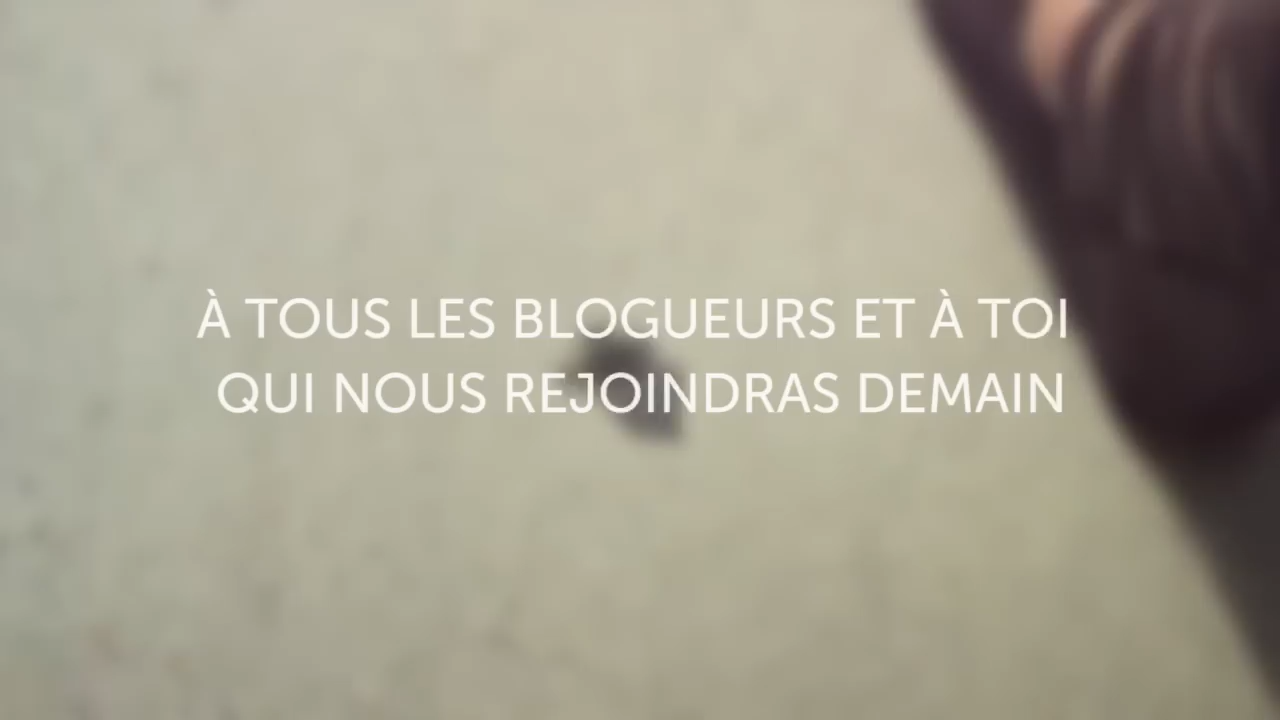 À TOUS LES BLOGUEURS ET À TOI
QUI NOUS REJOINDRAS DEMAIN